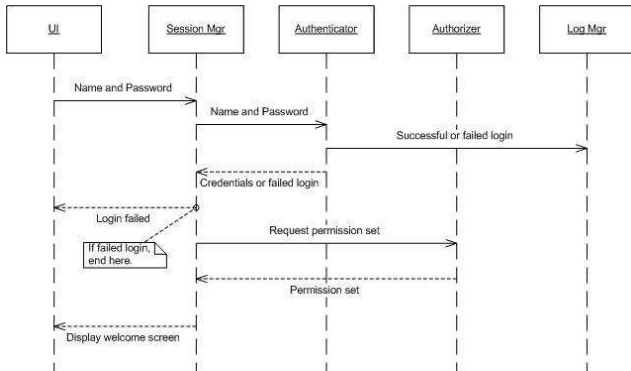 UI
Session Mgr
Authenticator
Authorizer
Log Mgr
Name and Password
Name and Password
Successful or failed login
Credentials or failed login
Login failed
If failed login,
end here.
Request permission set
Permission set
Display welcome screen